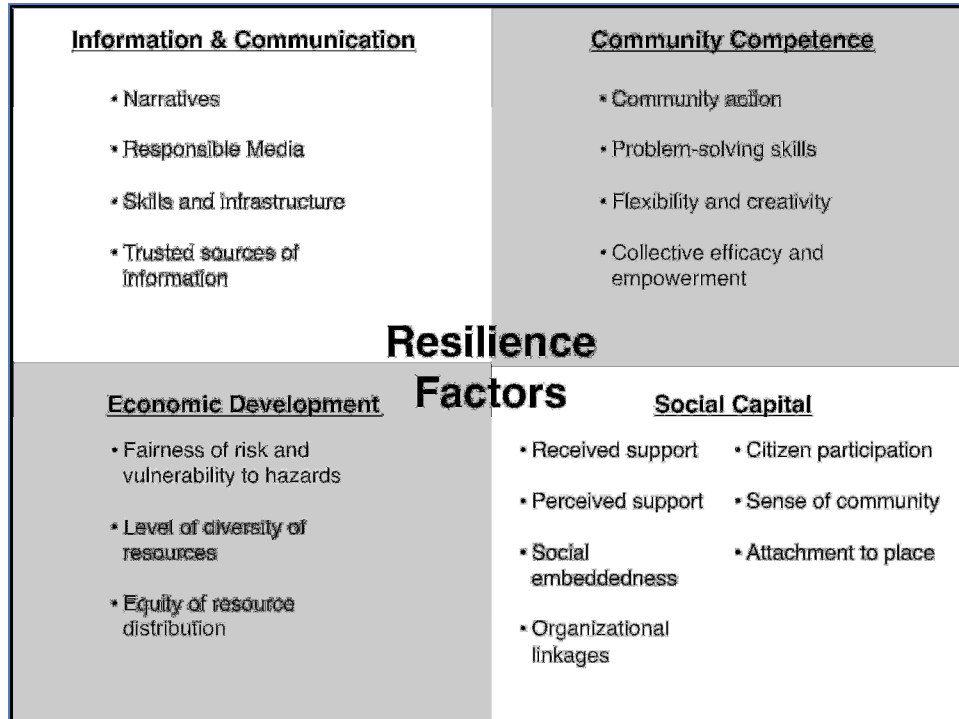 Information & Communication
• Narratives
• Responsible Media
• Skills and infrastructure
• Trusted sources of
information
Community Competence
• Community action
• Problem-solving skills
• Flexibility and creativity
• Collective efficacy and
empowerment
Resilience
Factors
Economic Development
• Fairness of risk and
vulnerability to hazards
• Level of diversity of
resources
• Equity of resource
distribution
Social Capital
• Received support
• Perceived support
• Social
embeddedness
• Organizational
linkages
• Citizen participation
• Sense of community
• Attachment to place